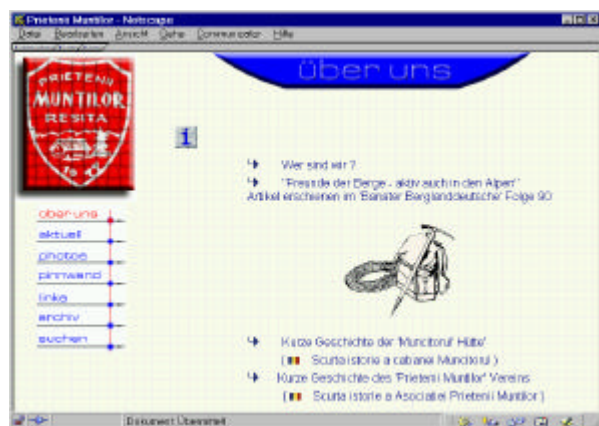 Prietenii Muntilor - Netscape
Datei Bearbeiten Ansicht Gehe Communicator Hilfe
PRIETENII
MUNTILOR
RESITA
über uns
i
Wer sind wir ?
"Freunde der Berge - aktiv auch in den Alpen"
Artikel erschienen im 'Banater Berglanddeutsche' Folge 90
über uns
aktuell
photos
pinnwand
links
archiv
suchen
Kurze Geschichte der 'Muncitorul' Hütte'
( Scurta istorie a cabanei Muncitorul )
Kurze Geschichte des 'Prietenii Muntilor' Vereins
( Scurta istorie a Asociatiei Prietenii Muntilor )
Dokument Übermittelt